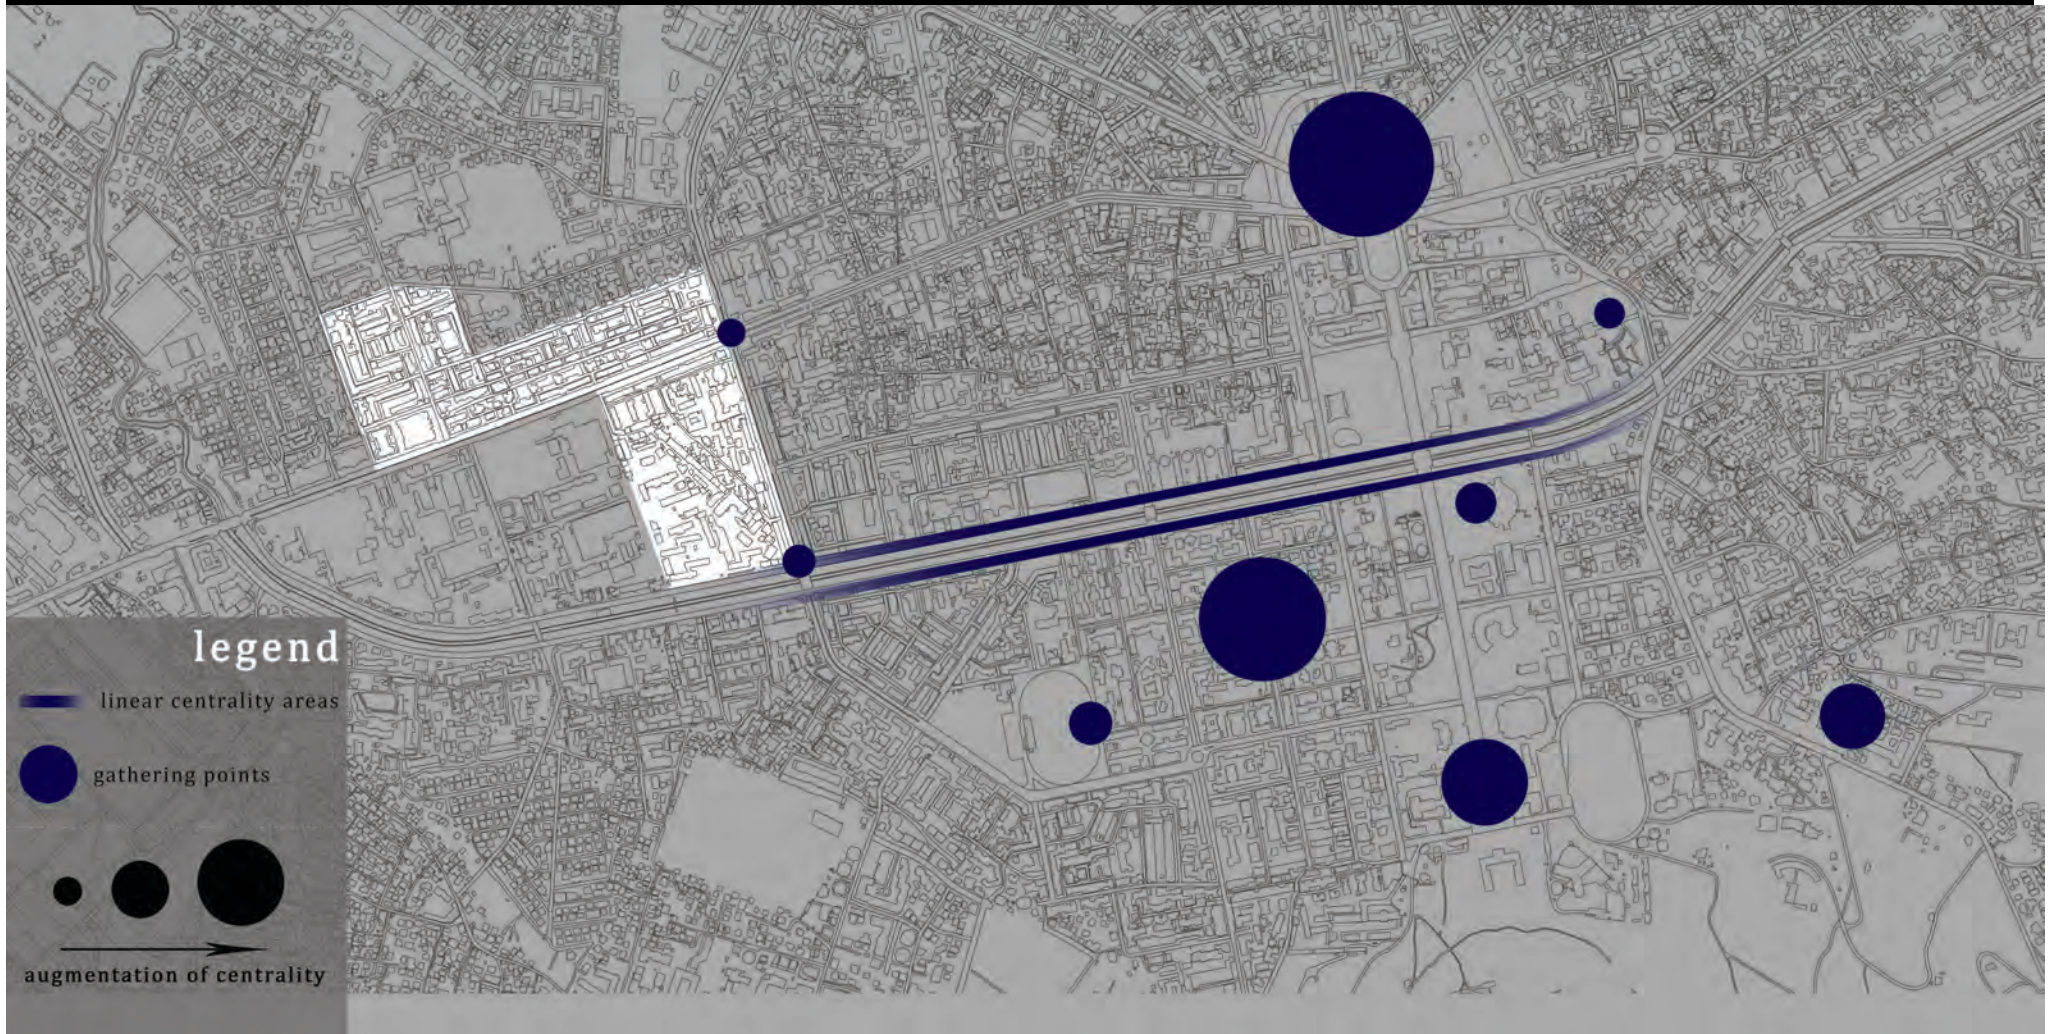 legend
linear centrality areas
gathering points
augmentation of centrality